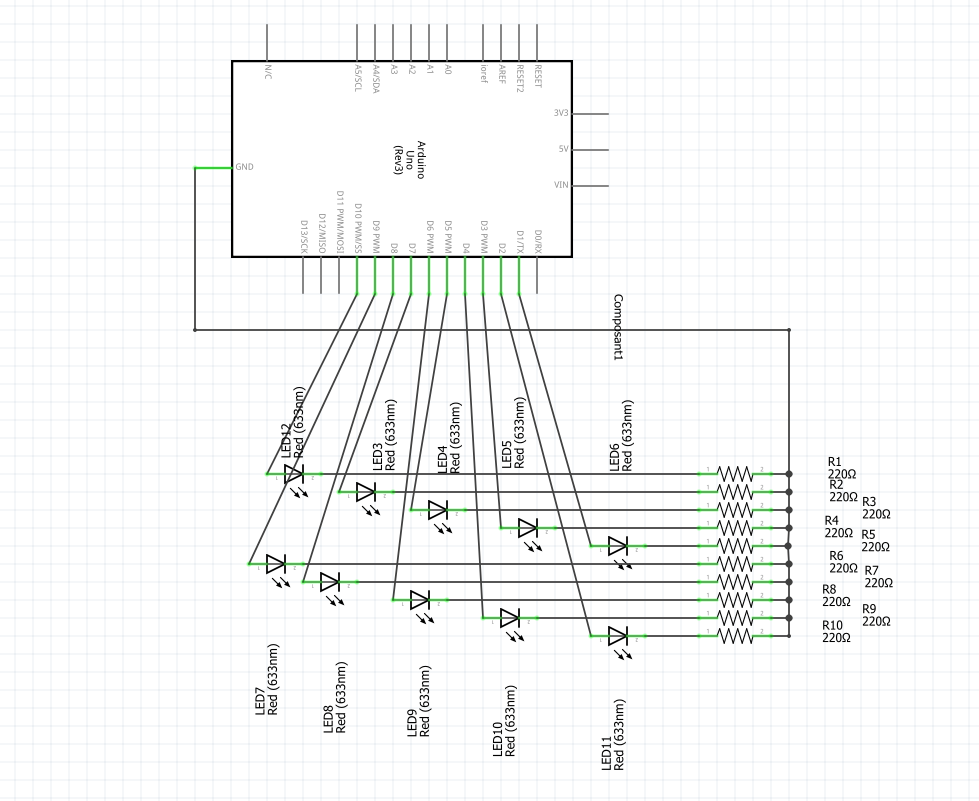 N/C
A5/SCL
A4/SDA
A3
A2
A1
A0
ioref
AREF
RESET2
RESET
3V3
5V
VIN
Arduino
Uno
(Rev3)
GND
D13/SCK
D12/MISO
D11 PWM/MOSI
D10 PWM/SS
D9 PWM
D8
D7
D6 PWM
D5 PWM
D4
D3 PWM
D2
D1/TX
D0/RX
Composant1
LED12
Red (633nm)
LED3
Red (633nm)
LED4
Red (633nm)
LED5
Red (633nm)
LED6
Red (633nm)
R1
220Ω
R2
220Ω
R3
220Ω
R4
220Ω
R5
220Ω
R6
220Ω
R7
220Ω
R8
220Ω
R9
220Ω
R10
220Ω
LED7
Red (633nm)
LED8
Red (633nm)
LED9
Red (633nm)
LED10
Red (633nm)
LED11
Red (633nm)